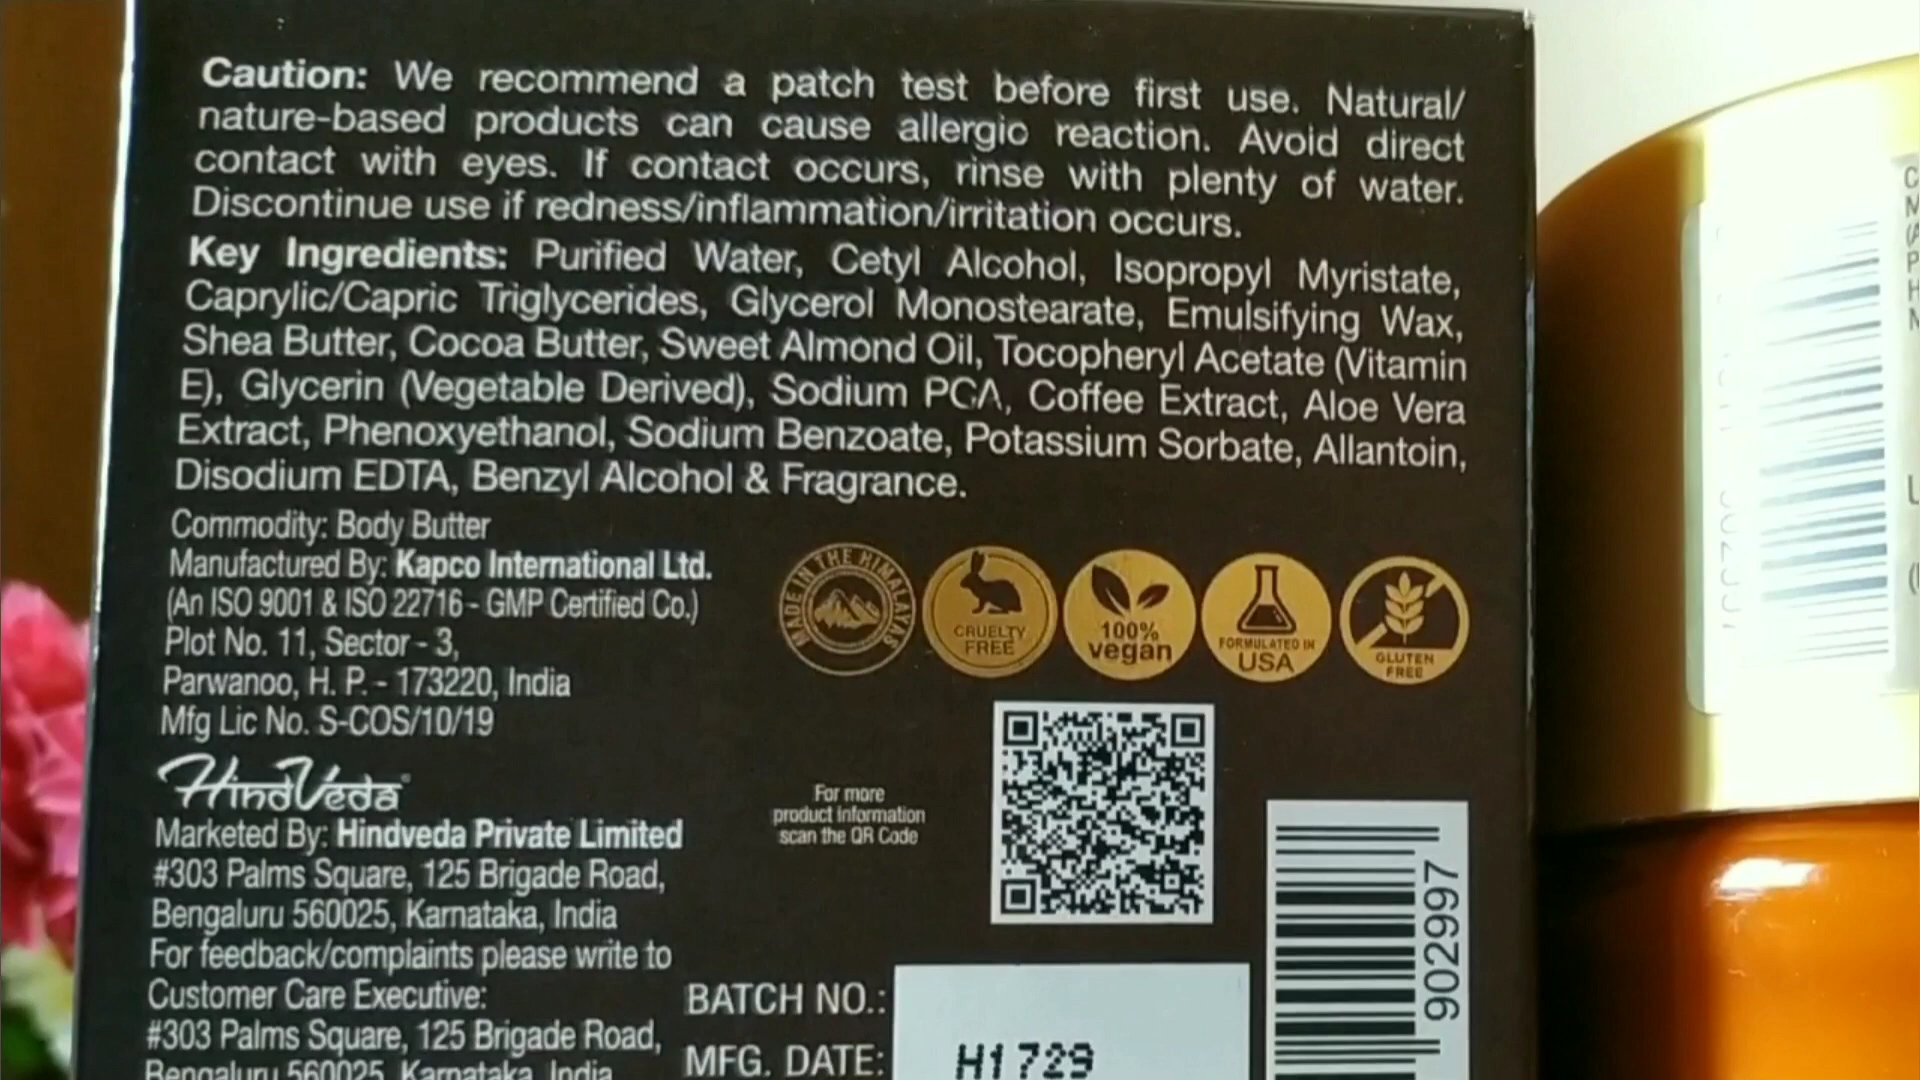 Caution: We recommend a patch test before first use. Natural/
nature-based products can cause allergic reaction. Avoid direct
contact with eyes. If contact occurs, rinse with plenty of water.
Discontinue use if redness/inflammation/irritation occurs.
Key Ingredients: Purified Water, Cetyl Alcohol, Isopropyl Myristate,
Caprylic/Capric Triglycerides, Glycerol Monostearate, Emulsifying Wax,
Shea Butter, Cocoa Butter, Sweet Almond Oil, Tocopheryl Acetate (Vitamin
E), Glycerin (Vegetable Derived), Sodium PCA, Coffee Extract, Aloe Vera
Extract, Phenoxyethanol, Sodium Benzoate, Potassium Sorbate, Allantoin,
Disodium EDTA, Benzyl Alcohol & Fragrance.
Commodity: Body Butter
Manufactured By: Kapco International Ltd.
(An ISO 9001 & ISO 22716 - GMP Certified Co.)
Plot No. 11, Sector - 3,
Parwanoo, H. P. - 173220, India
Mfg Lic No. S-COS/10/19
MADE IN THE HIMALAYAS
CRUELTY
FREE
100%
vegan
FORMULATED IN
USA
GLUTEN
FREE
HindVeda
Marketed By: Hindveda Private Limited
#303 Palms Square, 125 Brigade Road,
Bengaluru 560025, Karnataka, India
For feedback/complaints please write to
Customer Care Executive:
#303 Palms Square, 125 Brigade Road,
Bengaluru 560025, Karnataka, India
For more
product information
scan the QR Code
BATCH NO.:
MFG. DATE:
H1729
902997